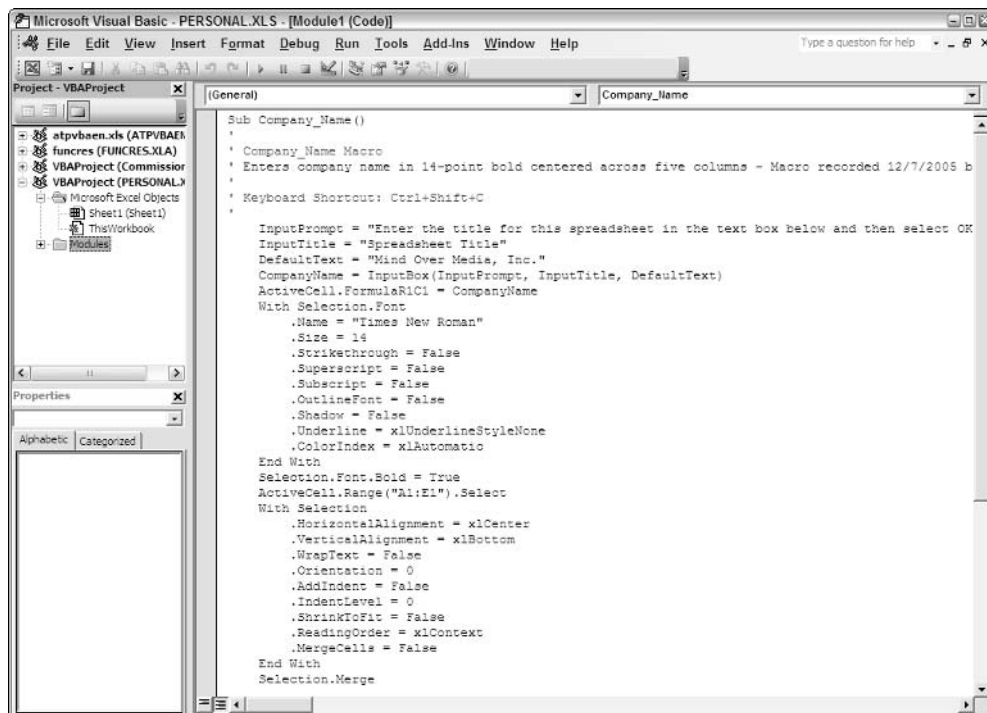 Microsoft Visual Basic - PERSONAL.XLS - [Module1 (Code)]
File Edit View Insert Format Debug Run Tools Add-Ins Window Help
Type a question for help
Project - VBAProject
(General)
Company_Name
atpvbaen.xls (ATPVBAEN
funcres (FUNCRES.XLA)
VBAProject (Commission
VBAProject (PERSONAL.X
Microsoft Excel Objects
Sheet1 (Sheet1)
ThisWorkbook
Modules
Properties
Alphabetic Categorized
Sub Company_Name()
'
' Company_Name Macro
' Enters company name in 14-point bold centered across five columns - Macro recorded 12/7/2005 b
'
' Keyboard Shortcut: Ctrl+Shift+C
'
InputPrompt = "Enter the title for this spreadsheet in the text box below and then select OK
InputTitle = "Spreadsheet Title"
DefaultText = "Mind Over Media, Inc."
CompanyName = InputBox(InputPrompt, InputTitle, DefaultText)
ActiveCell.FormulaR1C1 = CompanyName
With Selection.Font
.Name = "Times New Roman"
.Size = 14
.Strikethrough = False
.Superscript = False
.Subscript = False
.OutlineFont = False
.Shadow = False
.Underline = xlUnderlineStyleNone
.ColorIndex = xlAutomatic
End With
Selection.Font.Bold = True
ActiveCell.Range("A1:E1").Select
With Selection
.HorizontalAlignment = xlCenter
.VerticalAlignment = xlBottom
.WrapText = False
.Orientation = 0
.AddIndent = False
.IndentLevel = 0
.ShrinkToFit = False
.ReadingOrder = xlContext
.MergeCells = False
End With
Selection.Merge